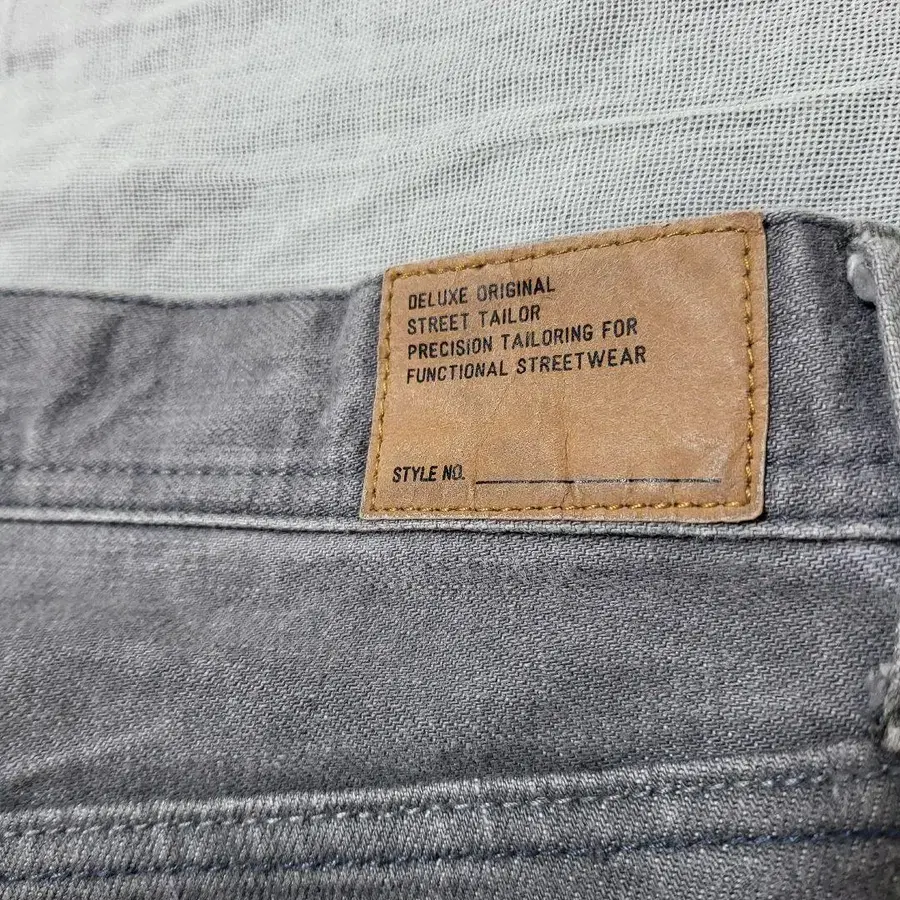 DELUXE ORIGINAL
STREET TAILOR
PRECISION TAILORING FOR
FUNCTIONAL STREETWEAR
STYLE NO.